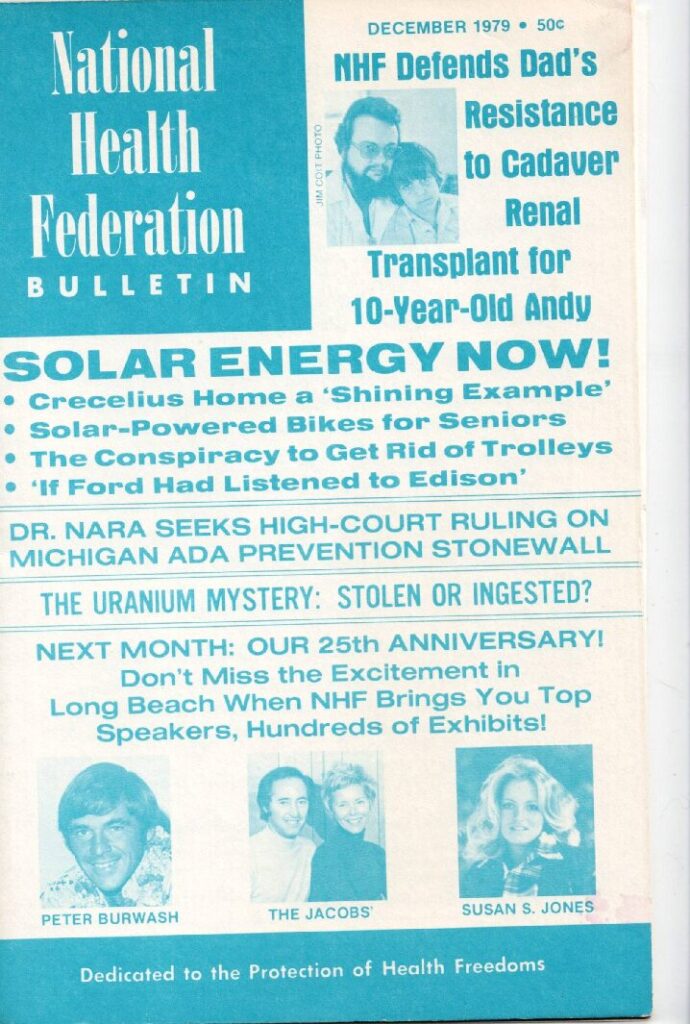 National
Health
Federation
BULLETIN
DECEMBER 1979 • 50¢
NHF Defends Dad's
Resistance
to Cadaver
Renal
Transplant for
10-Year-Old Andy
JIM COIT PHOTO
SOLAR ENERGY NOW!
• Crecelius Home a 'Shining Example'
• Solar-Powered Bikes for Seniors
• The Conspiracy to Get Rid of Trolleys
• 'If Ford Had Listened to Edison'
DR. NARA SEEKS HIGH-COURT RULING ON
MICHIGAN ADA PREVENTION STONEWALL
THE URANIUM MYSTERY: STOLEN OR INGESTED?
NEXT MONTH: OUR 25th ANNIVERSARY!
Don't Miss the Excitement in
Long Beach When NHF Brings You Top
Speakers, Hundreds of Exhibits!
PETER BURWASH
THE JACOBS'
SUSAN S. JONES
Dedicated to the Protection of Health Freedoms